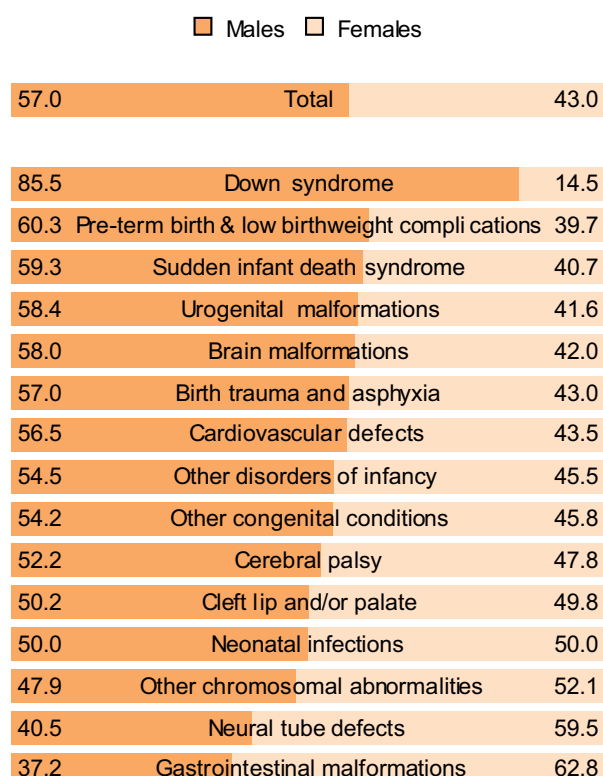 Males Females
57.0 Total 43.0
85.5 Down syndrome 14.5
60.3 Pre-term birth & low birthweight complications 39.7
59.3 Sudden infant death syndrome 40.7
58.4 Urogenital malformations 41.6
58.0 Brain malformations 42.0
57.0 Birth trauma and asphyxia 43.0
56.5 Cardiovascular defects 43.5
54.5 Other disorders of infancy 45.5
54.2 Other congenital conditions 45.8
52.2 Cerebral palsy 47.8
50.2 Cleft lip and/or palate 49.8
50.0 Neonatal infections 50.0
47.9 Other chromosomal abnormalities 52.1
40.5 Neural tube defects 59.5
37.2 Gastrointestinal malformations 62.8